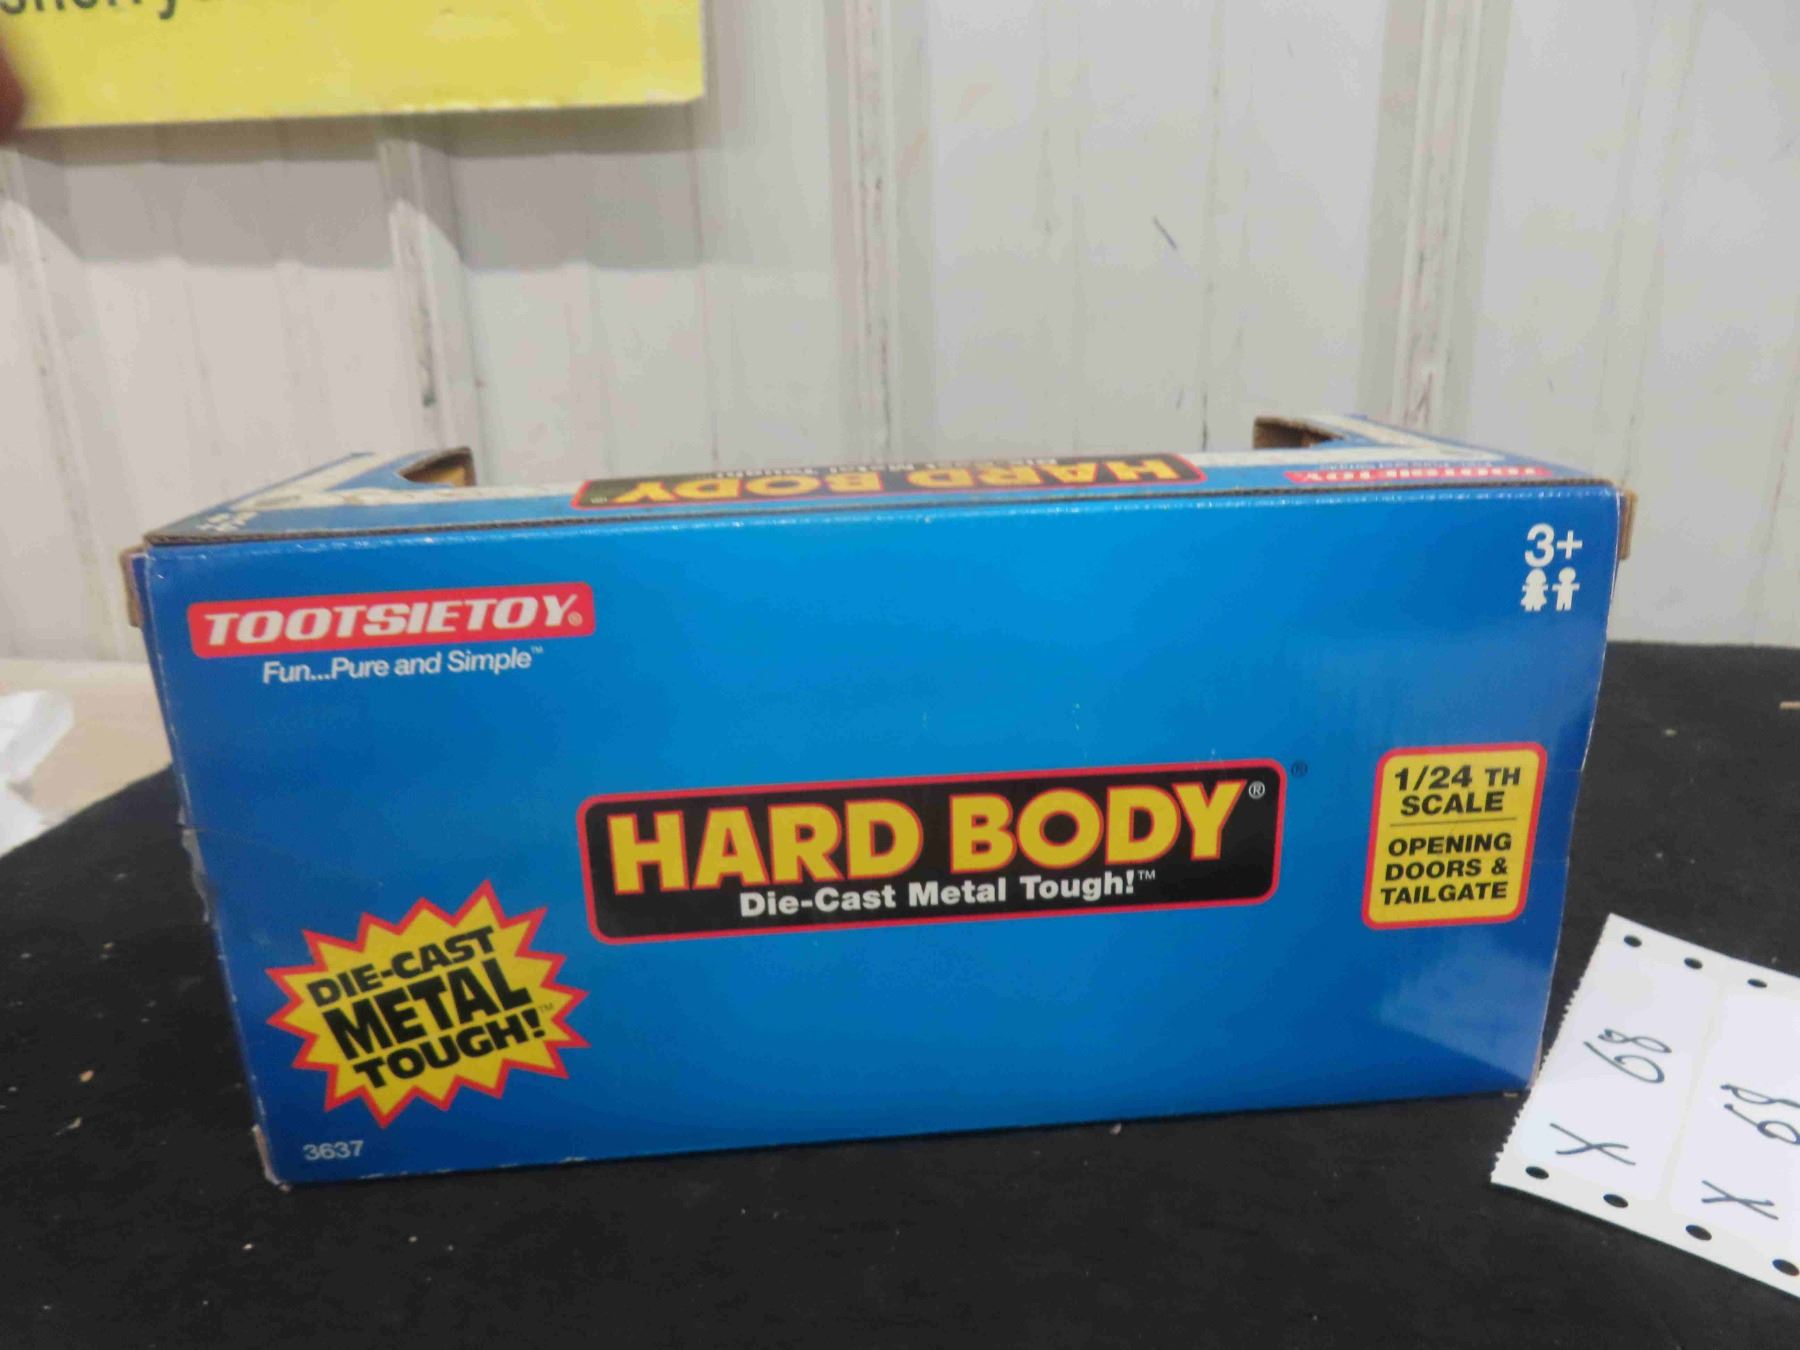 HARD BODY
TOOTSIETOY
3+
TOOTSIETOY®
Fun...Pure and Simple™
HARD BODY®
Die-Cast Metal Tough!™
1/24 TH
SCALE
OPENING
DOORS &
TAILGATE
DIE-CAST
METAL
TOUGH!™
3637
X 68
X 68